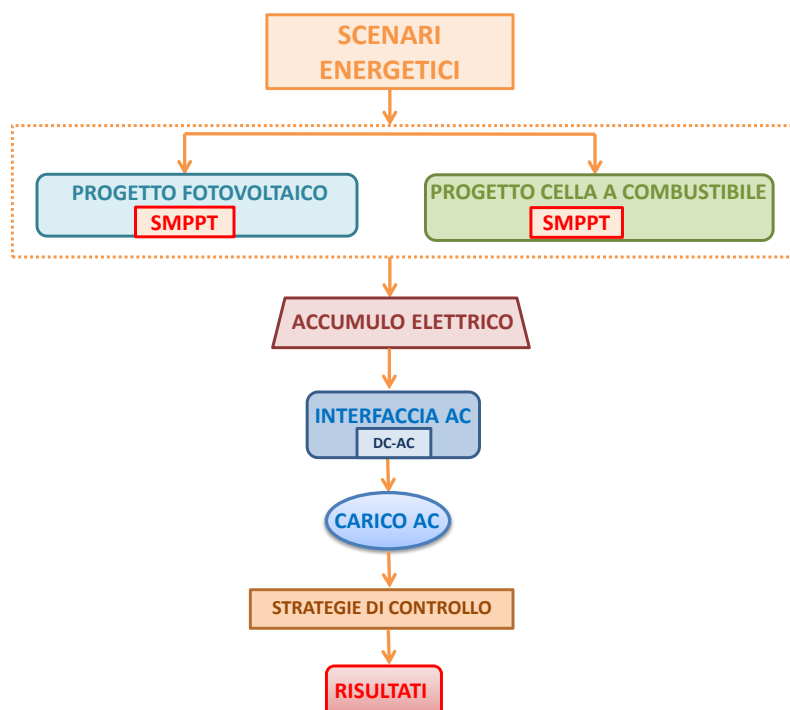 SCENARI
ENERGETICI
PROGETTO FOTOVOLTAICO
SMPPT
PROGETTO CELLA A COMBUSTIBILE
SMPPT
ACCUMULO ELETTRICO
INTERFACCIA AC
DC-AC
CARICO AC
STRATEGIE DI CONTROLLO
RISULTATI